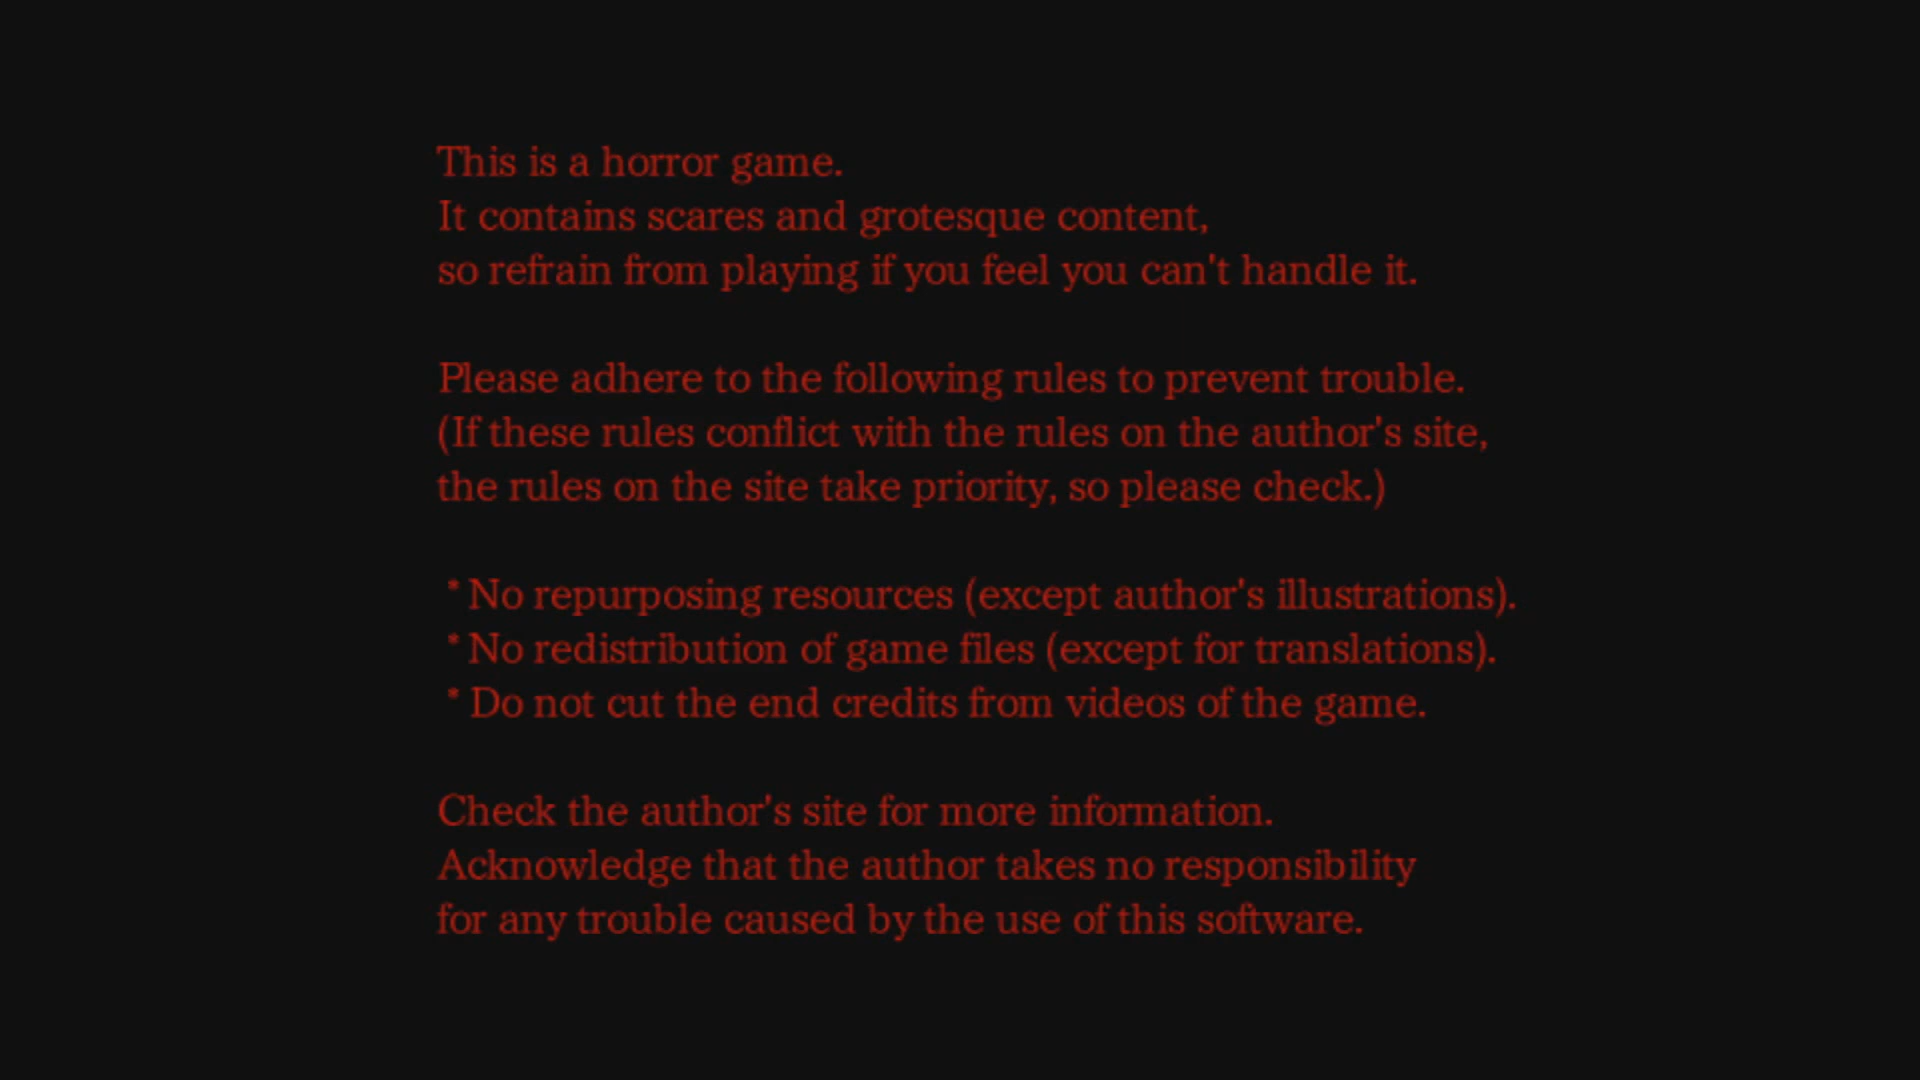 This is a horror game.
It contains scares and grotesque content,
so refrain from playing if you feel you can't handle it.
Please adhere to the following rules to prevent trouble.
(If these rules conflict with the rules on the author's site,
the rules on the site take priority, so please check.)
* No repurposing resources (except author's illustrations).
* No redistribution of game files (except for translations).
* Do not cut the end credits from videos of the game.
Check the author's site for more information.
Acknowledge that the author takes no responsibility
for any trouble caused by the use of this software.